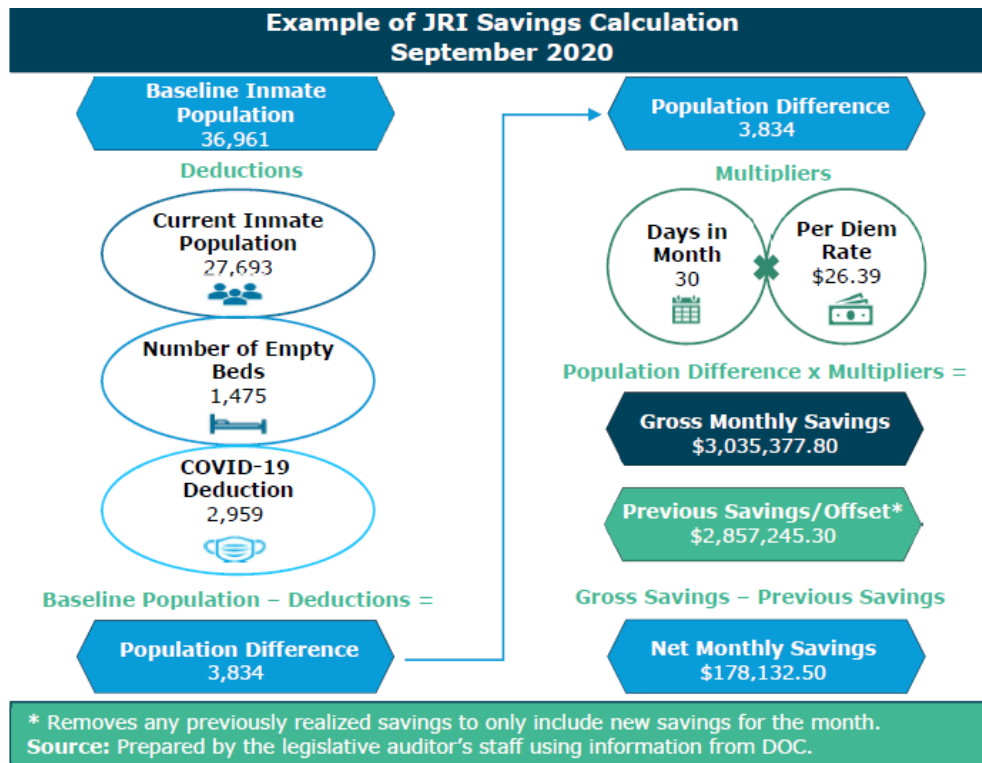 Example of JRI Savings Calculation
September 2020
Baseline Inmate
Population
36,961
Deductions
Current Inmate
Population
27,693
Number of Empty
Beds
1,475
COVID-19
Deduction
2,959
Baseline Population – Deductions =
Population Difference
3,834
Population Difference
3,834
Multipliers
Days in
Month
30
Per Diem
Rate
$26.39
Population Difference x Multipliers =
Gross Monthly Savings
$3,035,377.80
Previous Savings/Offset*
$2,857,245.30
Gross Savings – Previous Savings
Net Monthly Savings
$178,132.50
* Removes any previously realized savings to only include new savings for the month.
Source: Prepared by the legislative auditor’s staff using information from DOC.